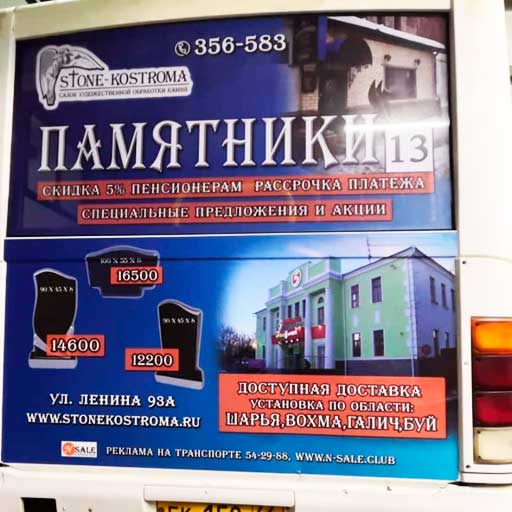 356-583
STONE-KOSTROMA
САЛОН ХУДОЖЕСТВЕННОЙ ОБРАБОТКИ КАМНЯ
ПАМЯТНИКИ 13
СКИДКА 5% ПЕНСИОНЕРАМ РАССРОЧКА ПЛАТЕЖА
СПЕЦИАЛЬНЫЕ ПРЕДЛОЖЕНИЯ И АКЦИИ
100 X 55 X 8
16500
90 X 45 X 8
14600
90 X 45 X 8
12200
УЛ. ЛЕНИНА 93А
WWW.STONEKOSTROMA.RU
ДОСТУПНАЯ ДОСТАВКА
УСТАНОВКА ПО ОБЛАСТИ:
ШАРЬЯ,ВОХМА,ГАЛИЧ,БУЙ
N-SALE РЕКЛАМА НА ТРАНСПОРТЕ 54-29-88, WWW.N-SALE.CLUB